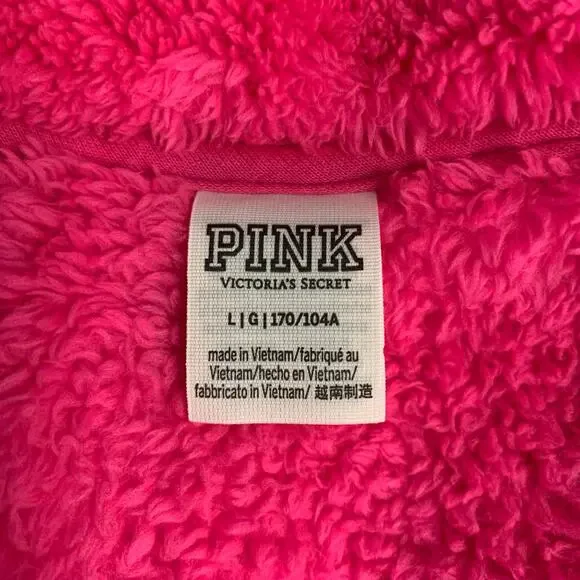 PINK
VICTORIA'S SECRET
L | G | 170/104A
made in Vietnam/fabriqué au
Vietnam/hecho en Vietnam/
fabbricato in Vietnam/ 越南制造